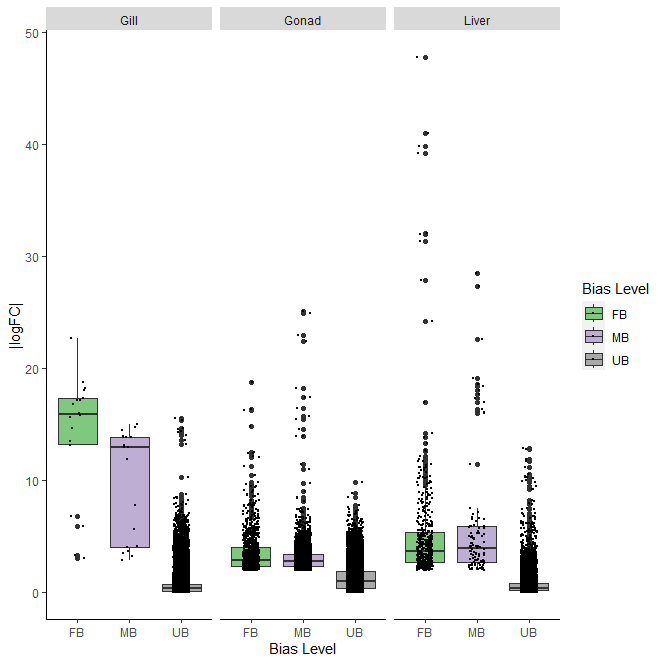 Gill Gonad Liver
50
40
30
20
10
0
|logFC|
FB MB UB FB MB UB FB MB UB
Bias Level
Bias Level
FB
MB
UB